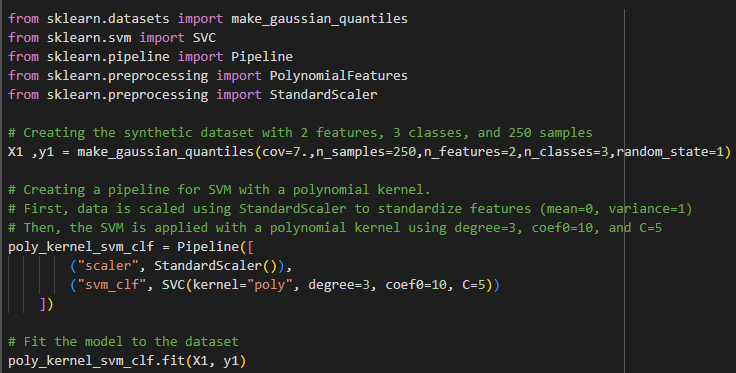 from sklearn.datasets import make_gaussian_quantiles
from sklearn.svm import SVC
from sklearn.pipeline import Pipeline
from sklearn.preprocessing import PolynomialFeatures
from sklearn.preprocessing import StandardScaler
# Creating the synthetic dataset with 2 features, 3 classes, and 250 samples
X1 ,y1 = make_gaussian_quantiles(cov=7.,n_samples=250,n_features=2,n_classes=3,random_state=1)
# Creating a pipeline for SVM with a polynomial kernel.
# First, data is scaled using StandardScaler to standardize features (mean=0, variance=1)
# Then, the SVM is applied with a polynomial kernel using degree=3, coef0=10, and C=5
poly_kernel_svm_clf = Pipeline([
("scaler", StandardScaler()),
("svm_clf", SVC(kernel="poly", degree=3, coef0=10, C=5))
])
# Fit the model to the dataset
poly_kernel_svm_clf.fit(X1, y1)